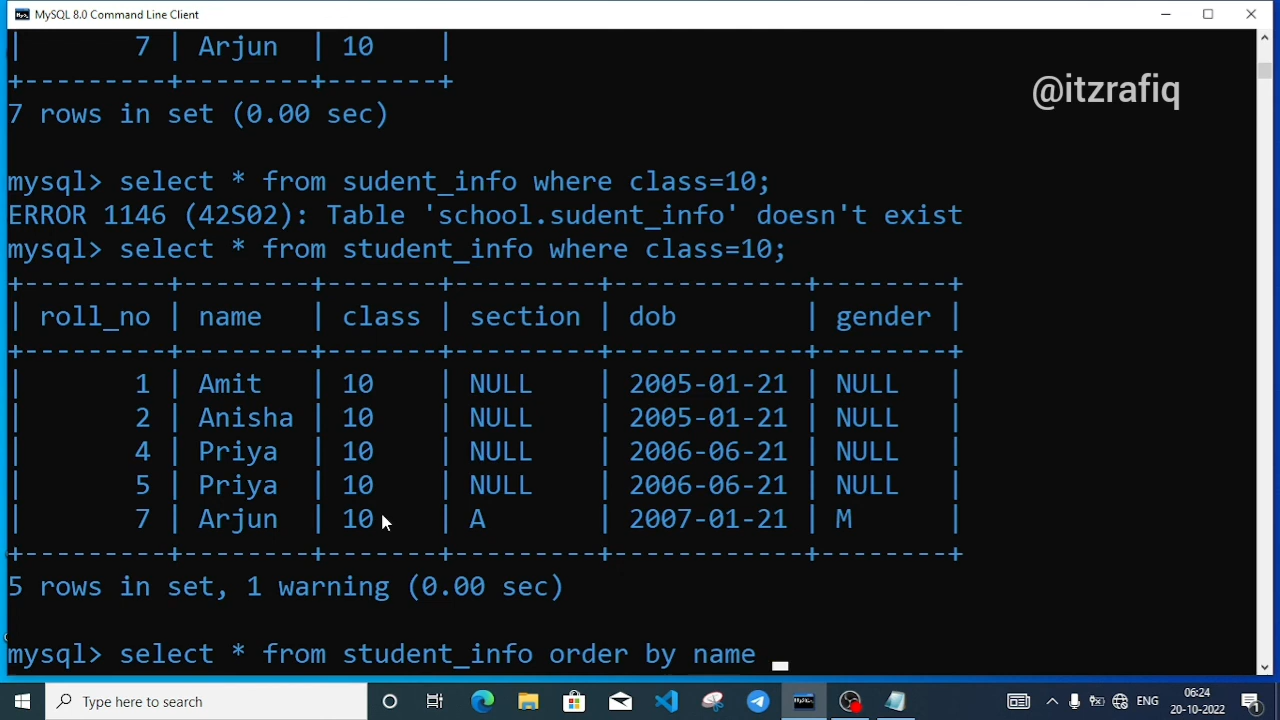 MySQL 8.0 Command Line Client
| 7 | Arjun | 10 |
+---------+--------+-------+
7 rows in set (0.00 sec)
@itzrafiq
mysql> select * from sudent_info where class=10;
ERROR 1146 (42S02): Table 'school.sudent_info' doesn't exist
mysql> select * from student_info where class=10;
+---------+--------+-------+---------+------------+--------+
| roll_no | name | class | section | dob | gender |
+---------+--------+-------+---------+------------+--------+
| 1 | Amit | 10 | NULL | 2005-01-21 | NULL |
| 2 | Anisha | 10 | NULL | 2005-01-21 | NULL |
| 4 | Priya | 10 | NULL | 2006-06-21 | NULL |
| 5 | Priya | 10 | NULL | 2006-06-21 | NULL |
| 7 | Arjun | 10 | A | 2007-01-21 | M |
+---------+--------+-------+---------+------------+--------+
5 rows in set, 1 warning (0.00 sec)
mysql> select * from student_info order by name
Type here to search
ENG
06:24
20-10-2022
1